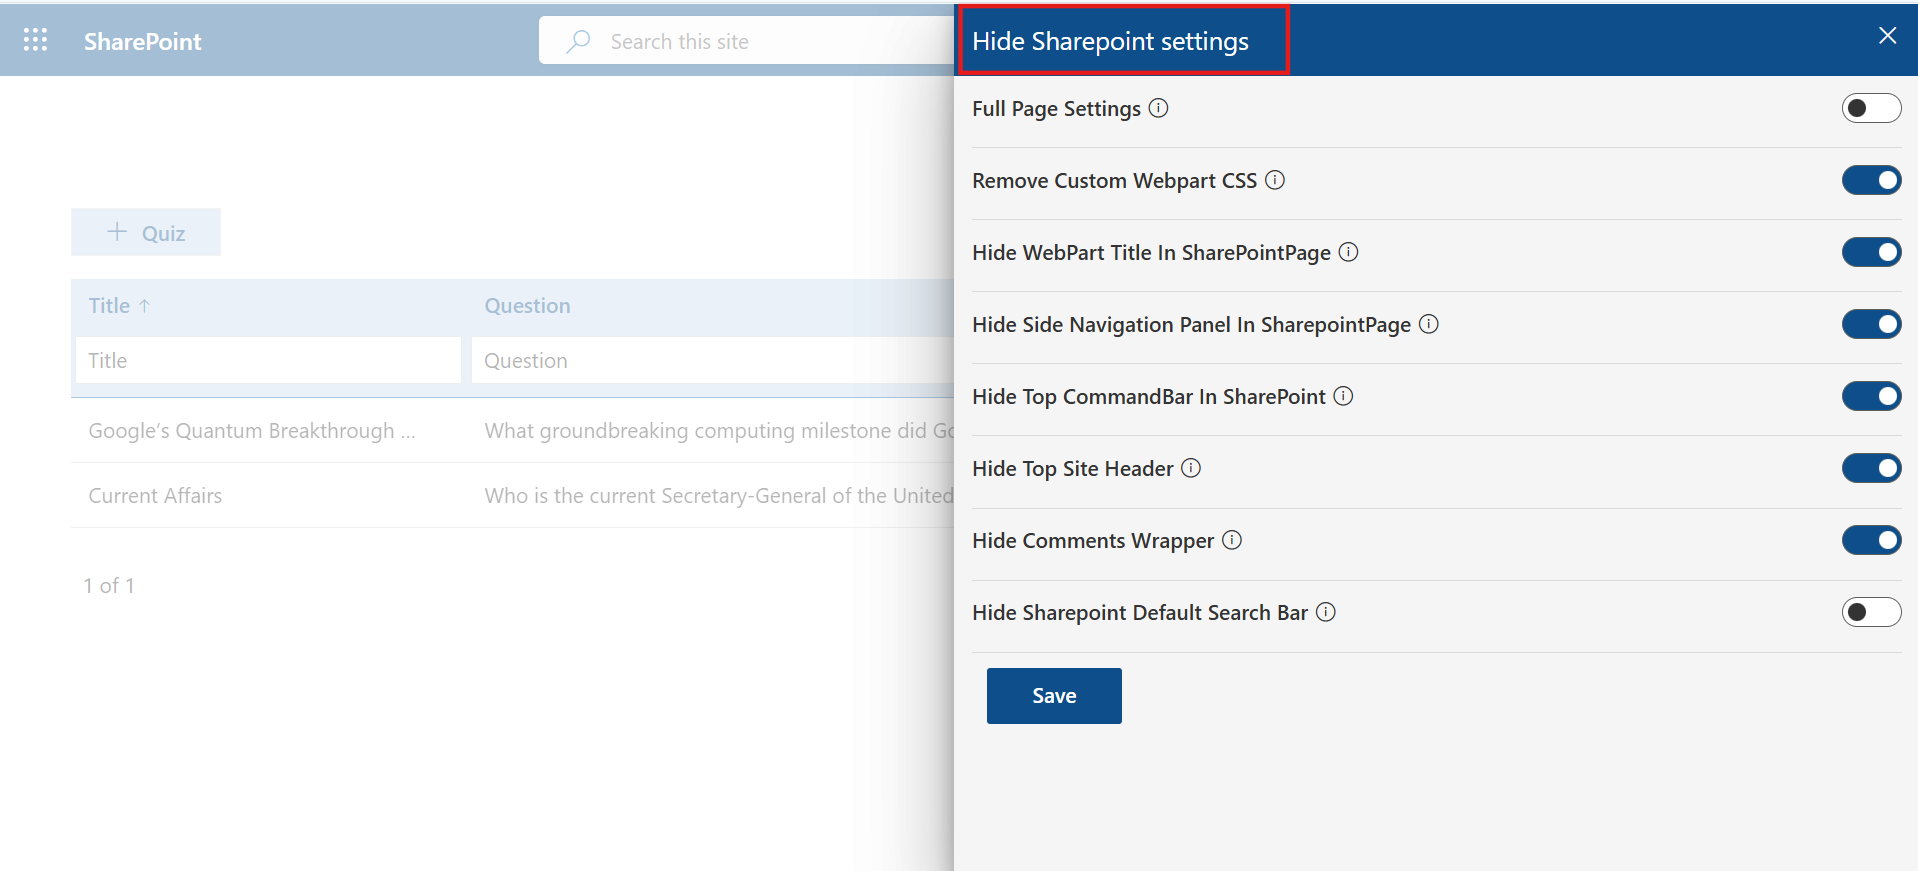 SharePoint
Search this site
Hide Sharepoint settings
Full Page Settings
Remove Custom Webpart CSS
Hide WebPart Title In SharePointPage
Hide Side Navigation Panel In SharepointPage
Hide Top CommandBar In SharePoint
Hide Top Site Header
Hide Comments Wrapper
Hide Sharepoint Default Search Bar
Save
+ Quiz
Title ↑ Question
Title Question
Google’s Quantum Breakthrough ... What groundbreaking computing milestone did
Current Affairs Who is the current Secretary-General of the United
1 of 1